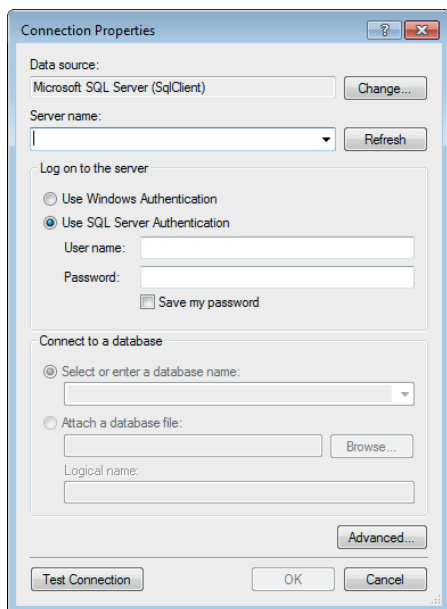 Connection Properties
?
Data source:
Microsoft SQL Server (SqlClient)
Change...
Server name:
Refresh
Log on to the server
Use Windows Authentication
Use SQL Server Authentication
User name:
Password:
Save my password
Connect to a database
Select or enter a database name:
Attach a database file:
Browse...
Logical name:
Advanced...
Test Connection
OK
Cancel